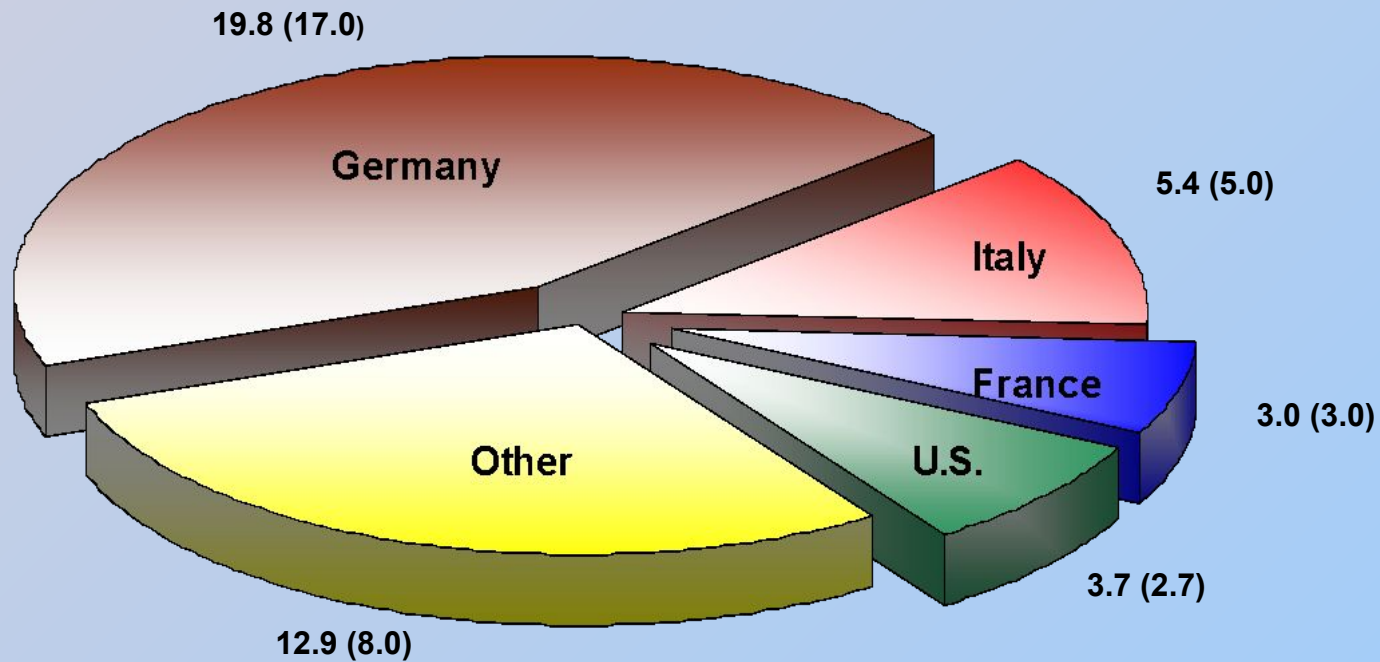 19.8 (17.0)
Germany
5.4 (5.0)
Italy
France
3.0 (3.0)
Other
U.S.
3.7 (2.7)
12.9 (8.0)